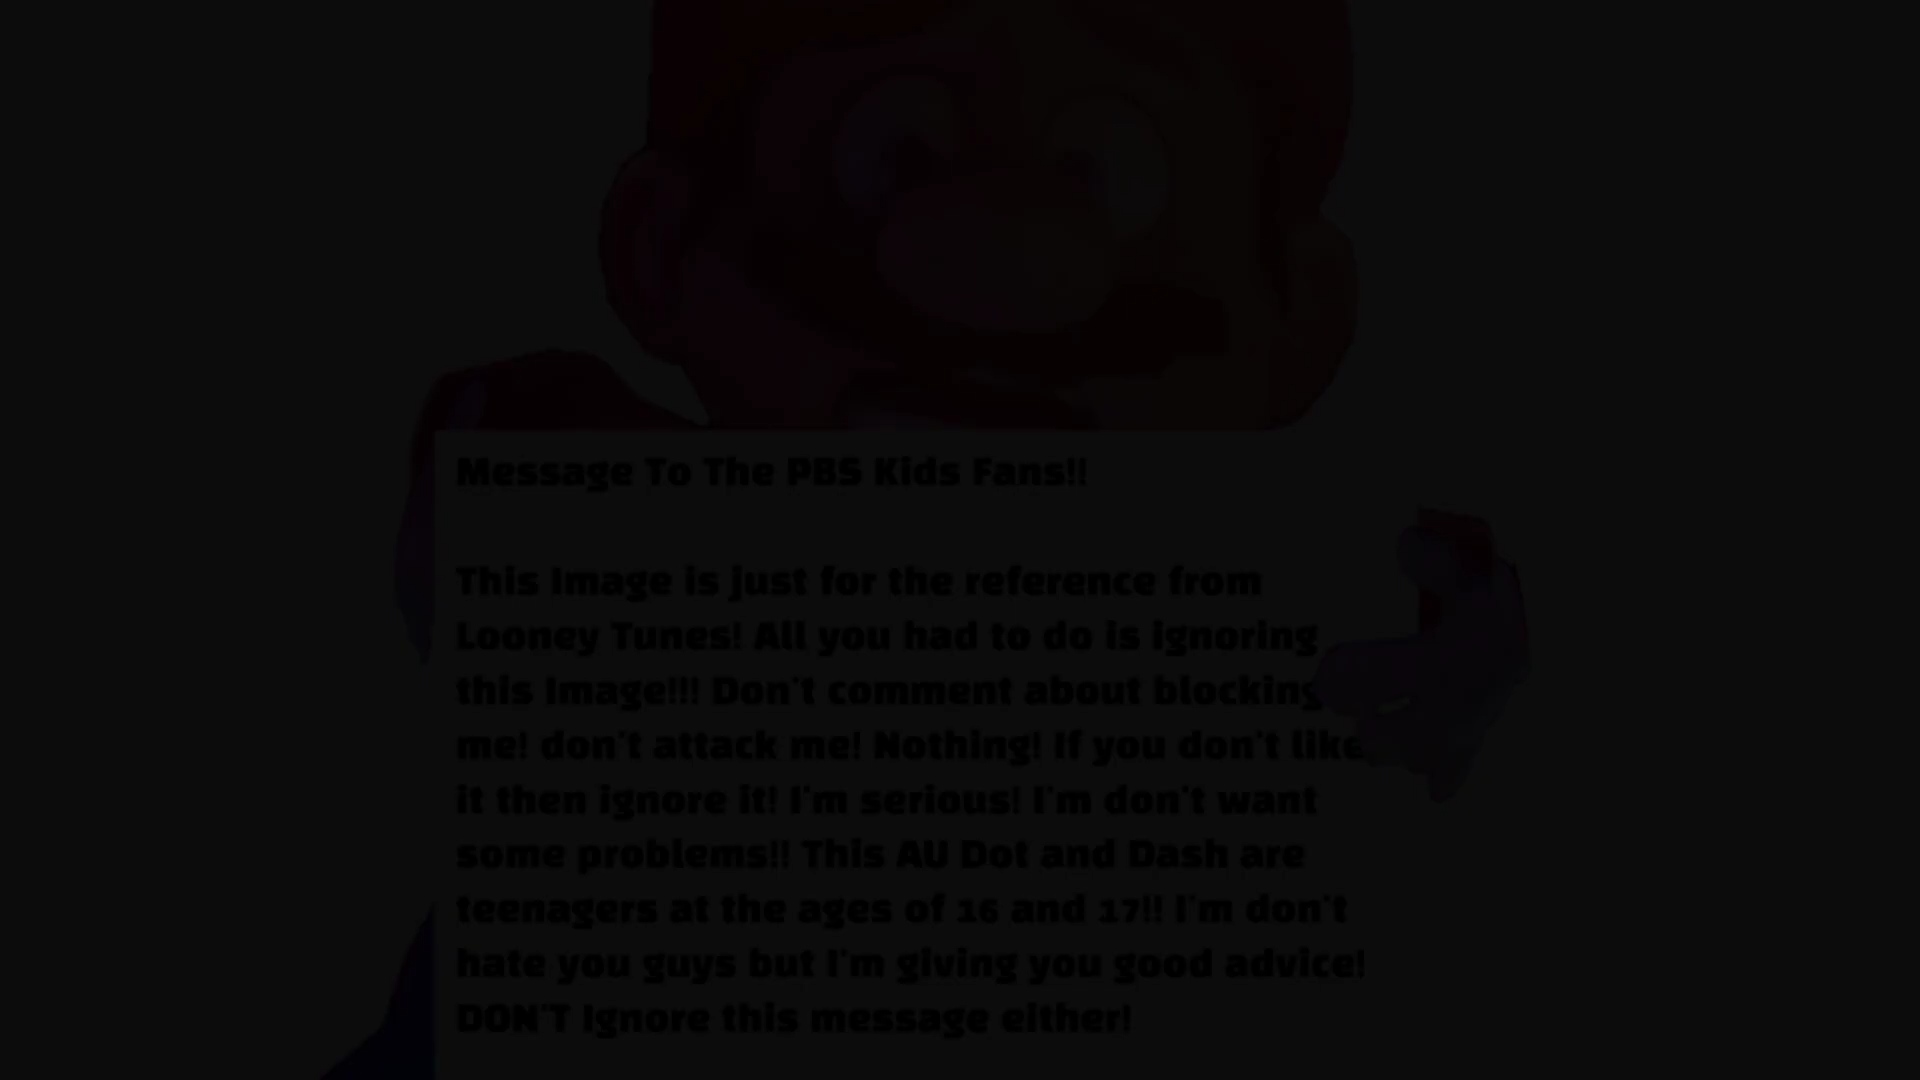 Message To The PBS Kids Fans!!
This Image is just for the reference from
Looney Tunes! All you had to do is ignoring
this Image!!! Don't comment about blocking
me! don't attack me! Nothing! If you don't like
it then ignore it! I'm serious! I'm don't want
some problems!! This AU Dot and Dash are
teenagers at the ages of 16 and 17!! I'm don't
hate you guys but I'm giving you good advice!
DON'T Ignore this message either!